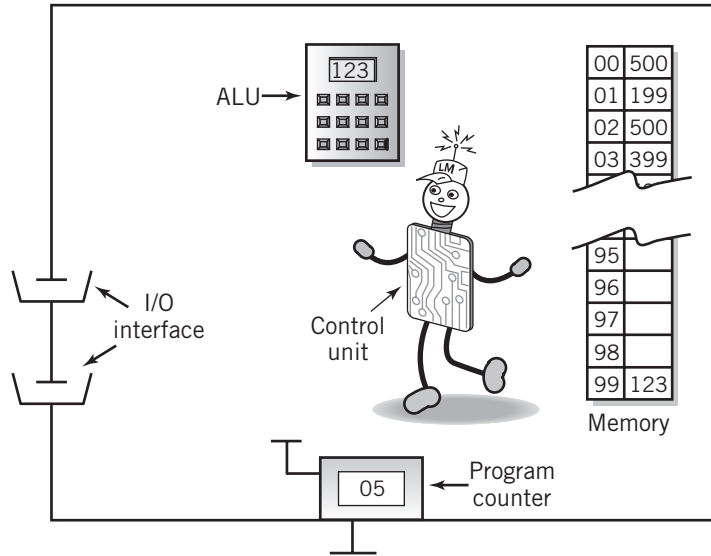 123
ALU
LM
00 500
01 199
02 500
03 399
95
96
97
98
99 123
Memory
I/O
interface
Control
unit
05
Program
counter